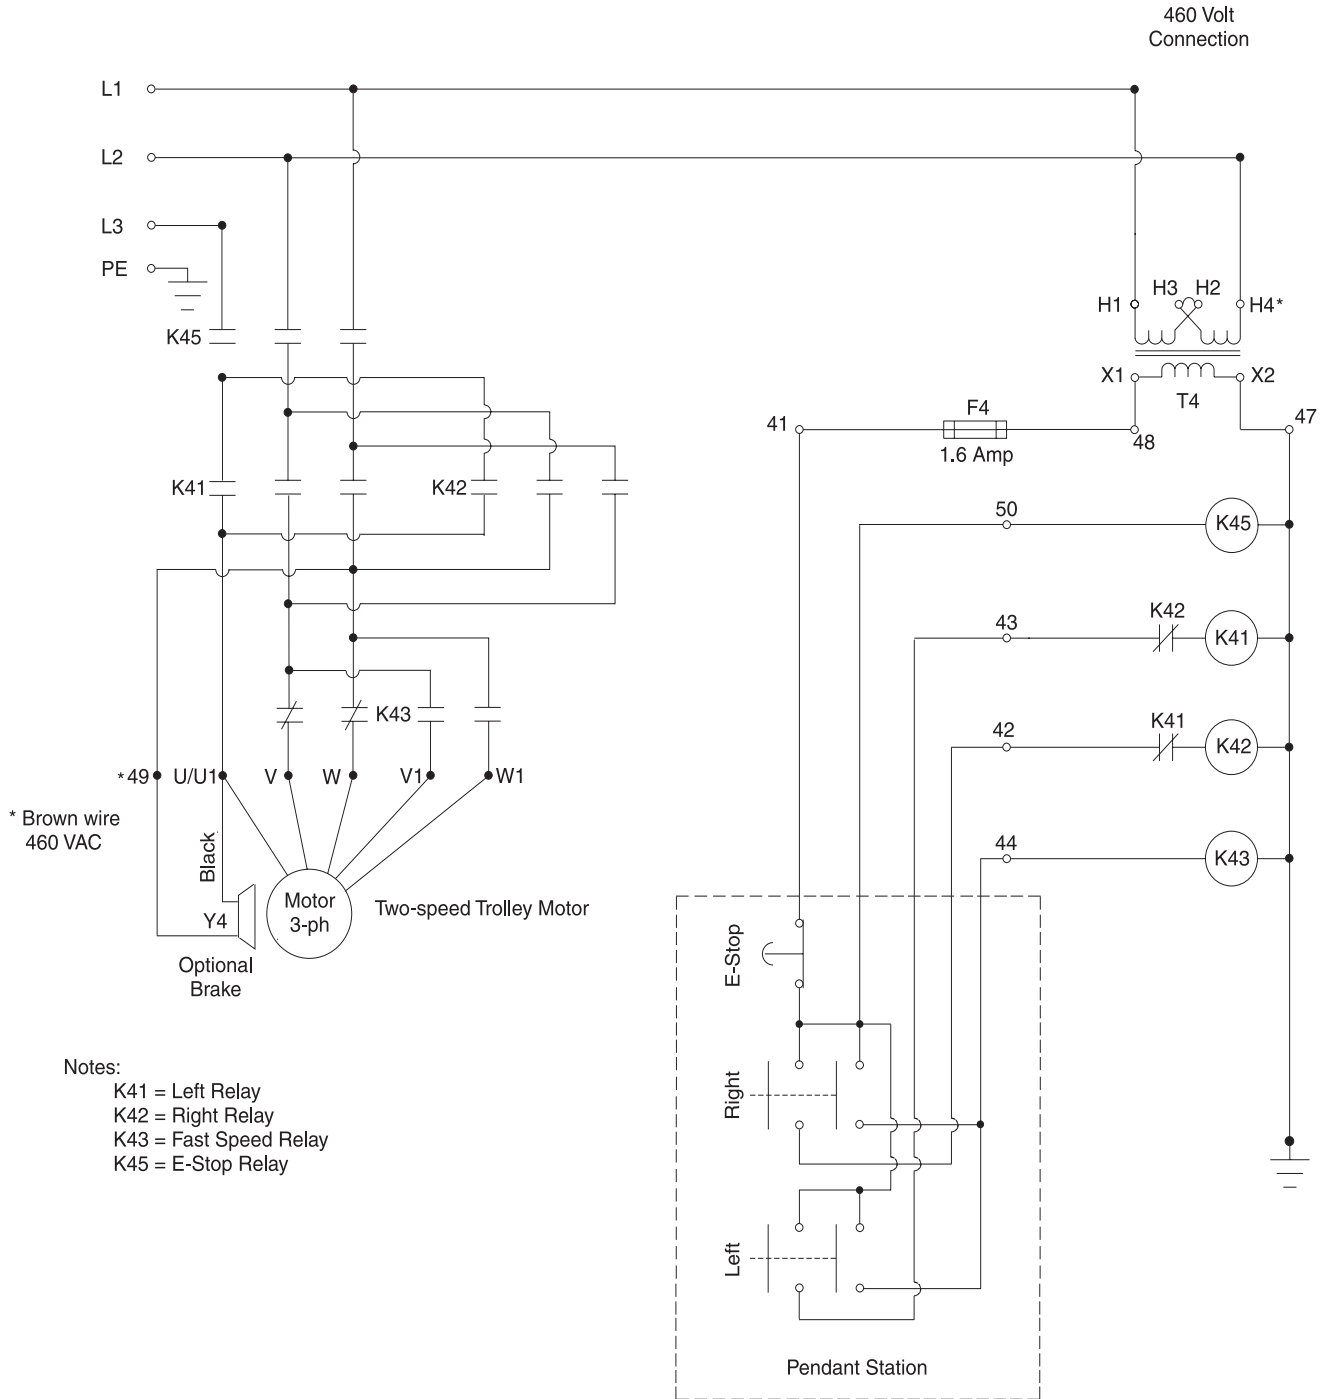 460 Volt
Connection
L1
L2
L3
PE
H1
H3
H2
H4*
K45
X1
X2
T4
41
F4
48
47
1.6 Amp
K41
K42
50
K45
43
K42
K41
42
K41
K42
K43
*49
U/U1
V
W
V1
W1
* Brown wire
460 VAC
Black
44
K43
Motor
3-ph
Two-speed Trolley Motor
Y4
Optional
Brake
E-Stop
Right
Left
Notes:
K41 = Left Relay
K42 = Right Relay
K43 = Fast Speed Relay
K45 = E-Stop Relay
Pendant Station